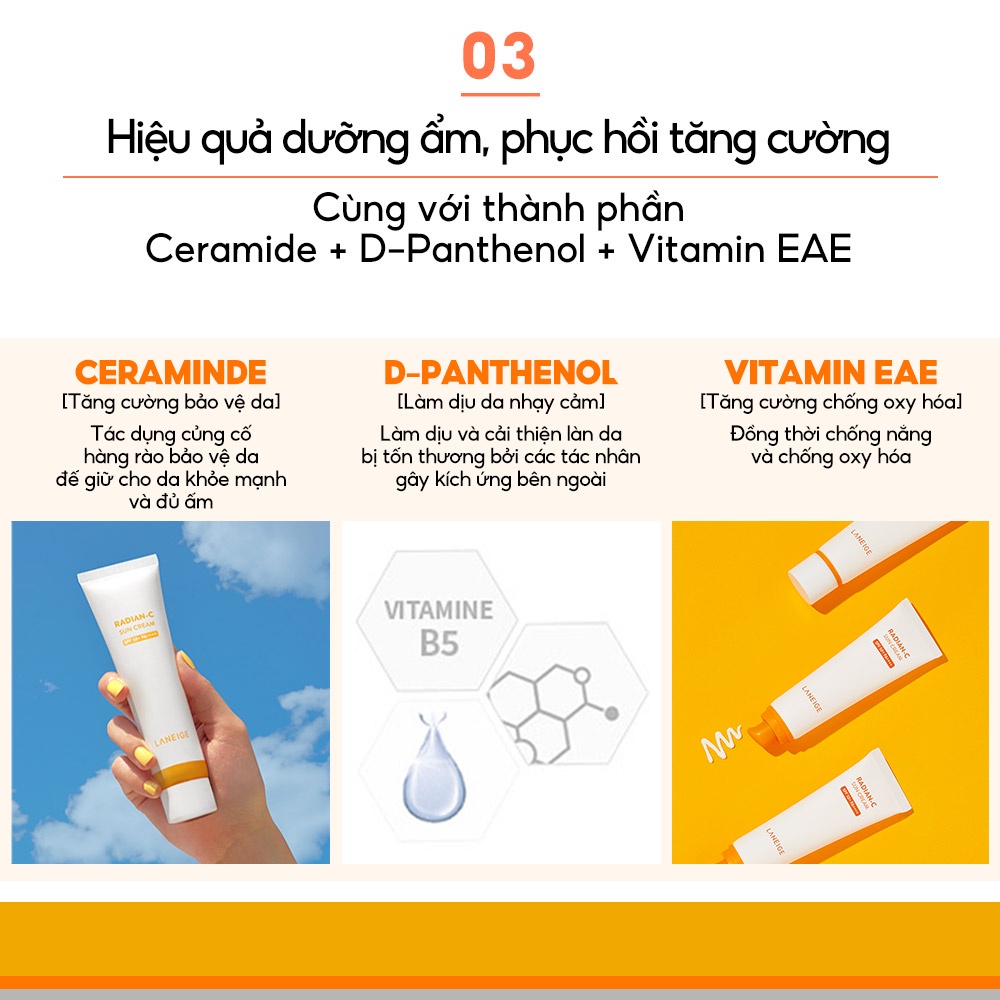 03
Hiệu quả dưỡng ẩm, phục hồi tăng cường
Cùng với thành phần
Ceramide + D-Panthenol + Vitamin EAE
CERAMINDE
[Tăng cường bảo vệ da]
Tác dụng củng cố
hàng rào bảo vệ da
để giữ cho da khỏe mạnh
và đủ ấm
D-PANTHENOL
[Làm dịu da nhạy cảm]
Làm dịu và cải thiện làn da
bị tổn thương bởi các tác nhân
gây kích ứng bên ngoài
VITAMIN EAE
[Tăng cường chống oxy hóa]
Đồng thời chống nắng
và chống oxy hóa
RADIAN-C
SUN CREAM
LANEIGE
VITAMINE
B5
LANEIGE
RADIAN-C
SUN CREAM
LANEIGE
RADIAN-C
SUN CREAM
LANEIGE